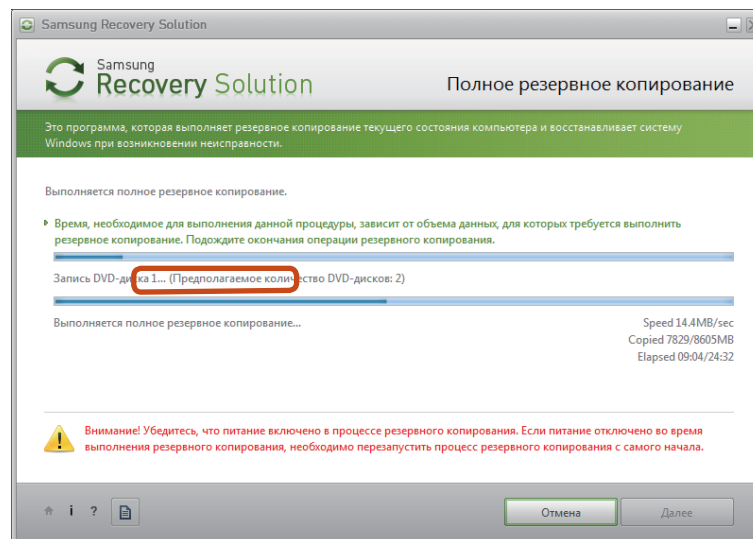 Samsung Recovery Solution
Samsung
Recovery Solution
Полное резервное копирование
Это программа, которая выполняет резервное копирование текущего состояния компьютера и восстанавливает систему
Windows при возникновении неисправности.
Выполняется полное резервное копирование.
Время, необходимое для выполнения данной процедуры, зависит от объема данных, для которых требуется выполнить
резервное копирование. Подождите окончания операции резервного копирования.
Запись DVD-диска 1... (Предполагаемое количество DVD-дисков: 2)
Выполняется полное резервное копирование...
Speed 14.4MB/sec
Copied 7829/8605MB
Elapsed 09:04/24:32
Внимание! Убедитесь, что питание включено в процессе резервного копирования. Если питание отключено во время
выполнения резервного копирования, необходимо перезапустить процесс резервного копирования с самого начала.
i ?
Отмена
Далее